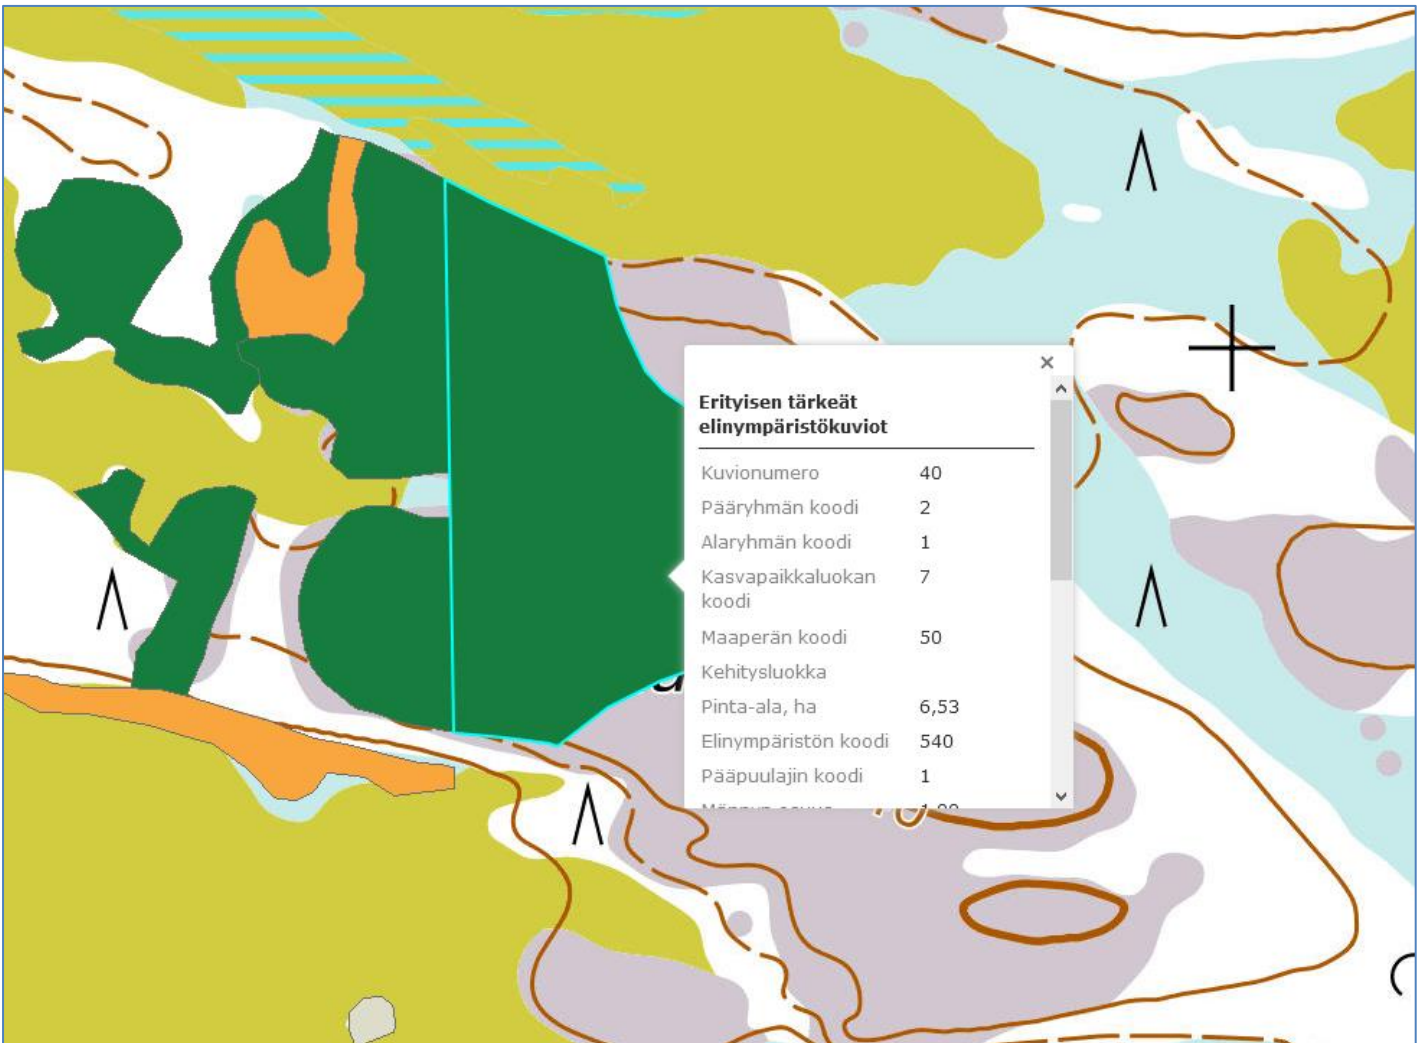 Erityisen tärkeät
elinympäristökuviot
Kuvionumero 40
Pääryhmän koodi 2
Alaryhmän koodi 1
Kasvapaikkaluokan 7
koodi
Maaperän koodi 50
Kehitysluokka
Pinta-ala, ha 6,53
Elinympäristön koodi 540
Pääpuulajin koodi 1